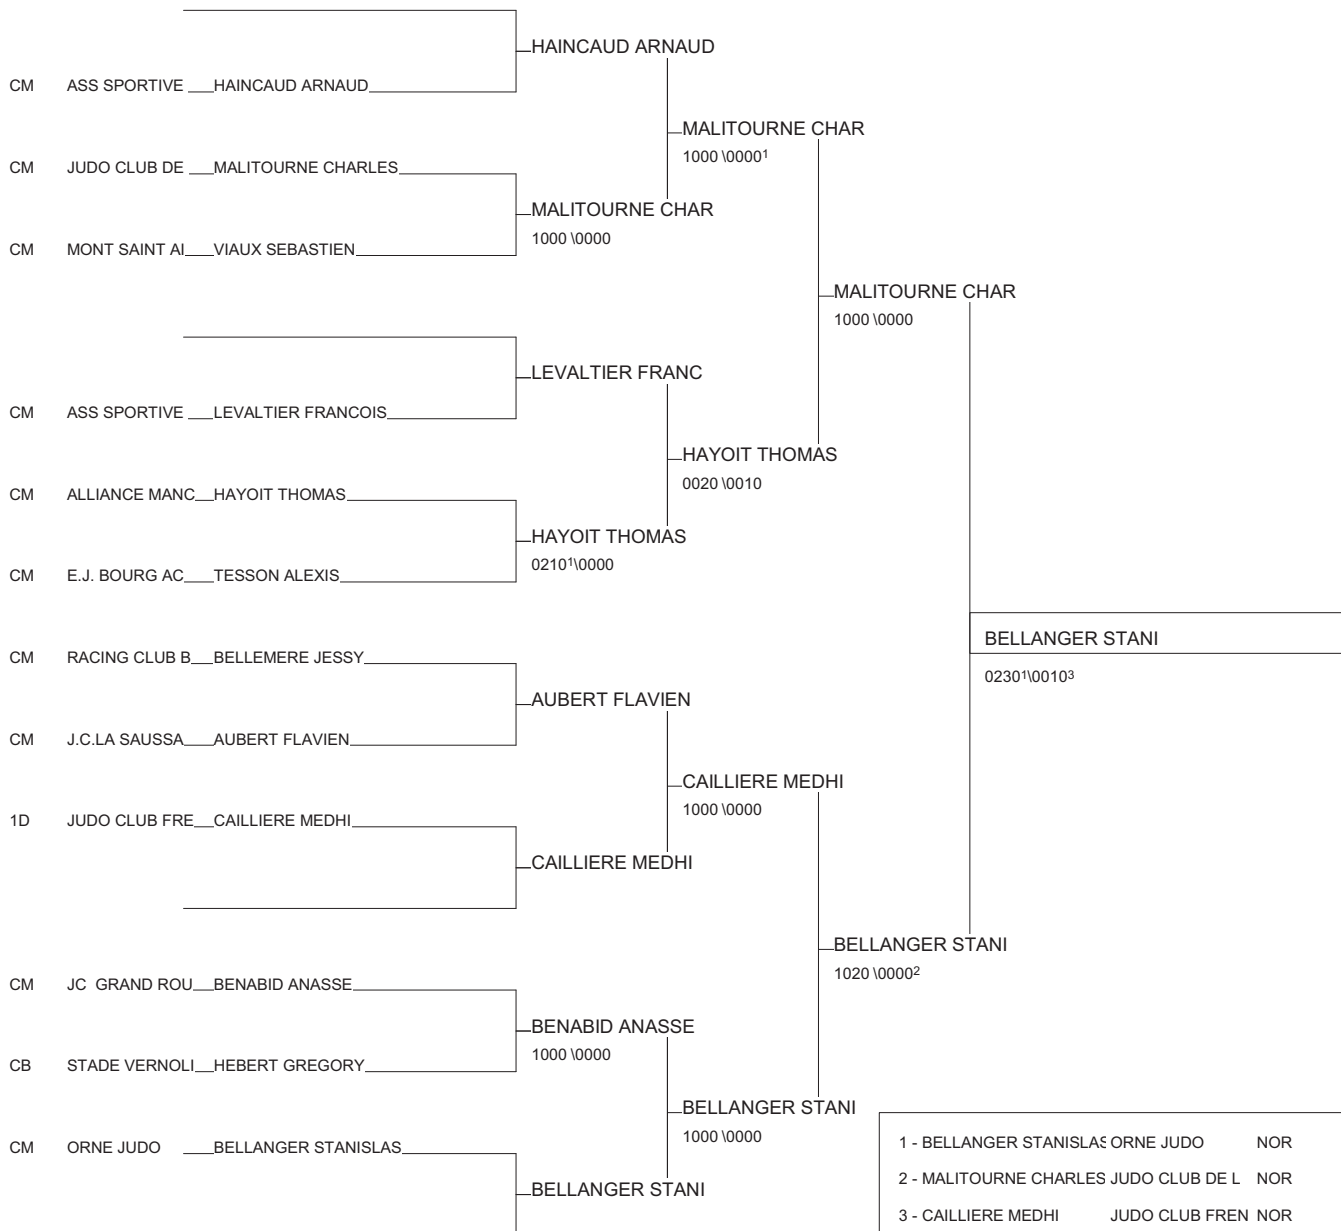 HAINCAUD ARNAUD
CM ASS SPORTIVE HAINCAUD ARNAUD
MALITOURNE CHAR
1000 \0000¹
CM JUDO CLUB DE MALITOURNE CHARLES
MALITOURNE CHAR
1000 \0000
CM MONT SAINT AI VIAUX SEBASTIEN
MALITOURNE CHAR
1000 \0000
LEVALTIER FRANC
CM ASS SPORTIVE LEVALTIER FRANCOIS
HAYOIT THOMAS
0020 \0010
CM ALLIANCE MANC HAYOIT THOMAS
HAYOIT THOMAS
0210¹\0000
CM E.J. BOURG AC TESSON ALEXIS
BELLANGER STANI
0230¹\0010³
CM RACING CLUB B BELLEMERE JESSY
AUBERT FLAVIEN
CM J.C.LA SAUSSA AUBERT FLAVIEN
CAILLIERE MEDHI
1000 \0000
1D JUDO CLUB FRE CAILLIERE MEDHI
CAILLIERE MEDHI
BELLANGER STANI
1020 \0000²
CM JC GRAND ROU BENABID ANASSE
BENABID ANASSE
1000 \0000
CB STADE VERNOLI HEBERT GREGORY
BELLANGER STANI
1000 \0000
CM ORNE JUDO BELLANGER STANISLAS
BELLANGER STANI
1 - BELLANGER STANISLAS ORNE JUDO NOR
2 - MALITOURNE CHARLES JUDO CLUB DE L NOR
3 - CAILLIERE MEDHI JUDO CLUB FREN NOR